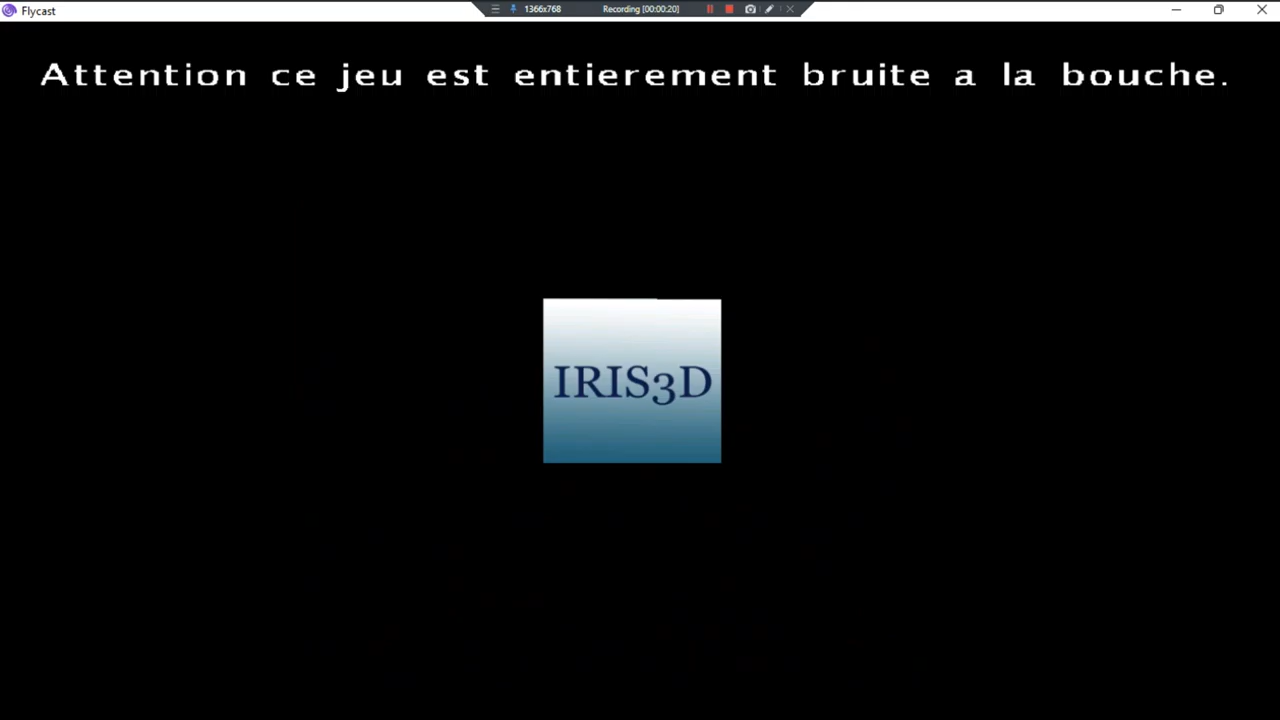 Flycast
1366x768
Recording [00:00:20]
Attention ce jeu est entierement bruite a la bouche.
IRIS3D